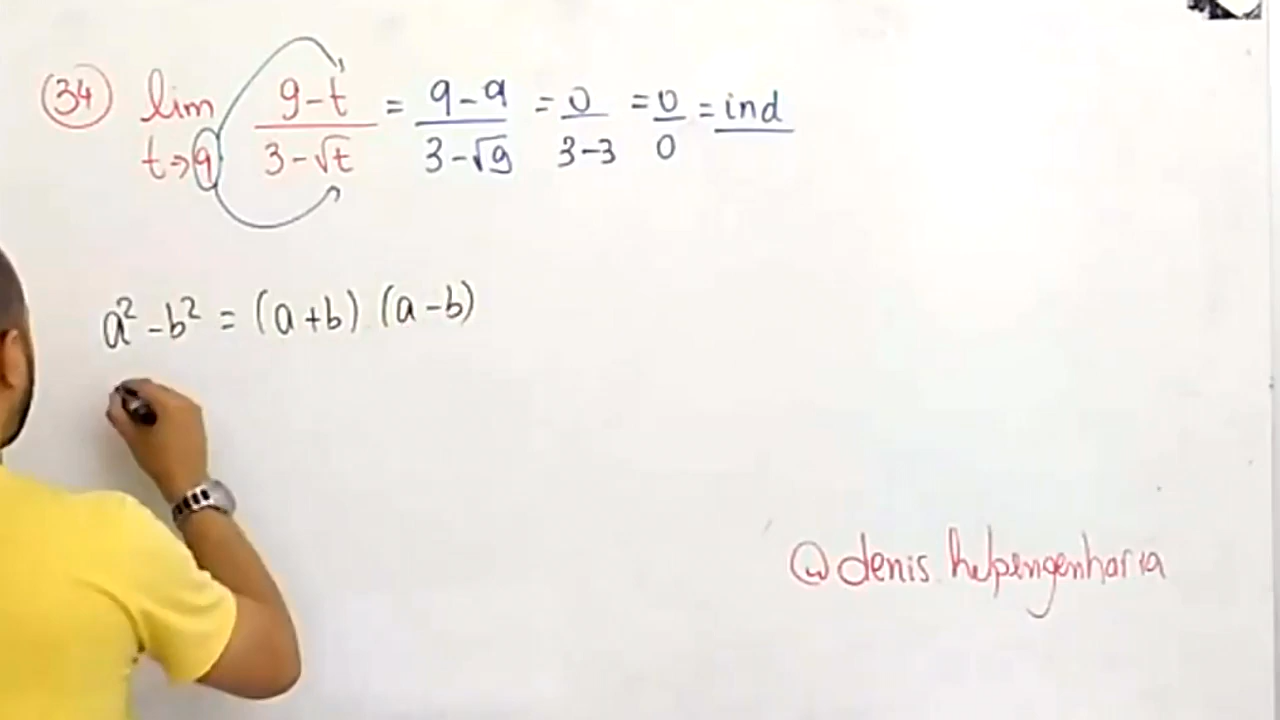 34 lim t→9 9-t / 3-√t = 9-9 / 3-√9 = 0 / 3-3 = 0 / 0 = ind
a² - b² = (a+b) (a-b)
@denis.helpengenharia